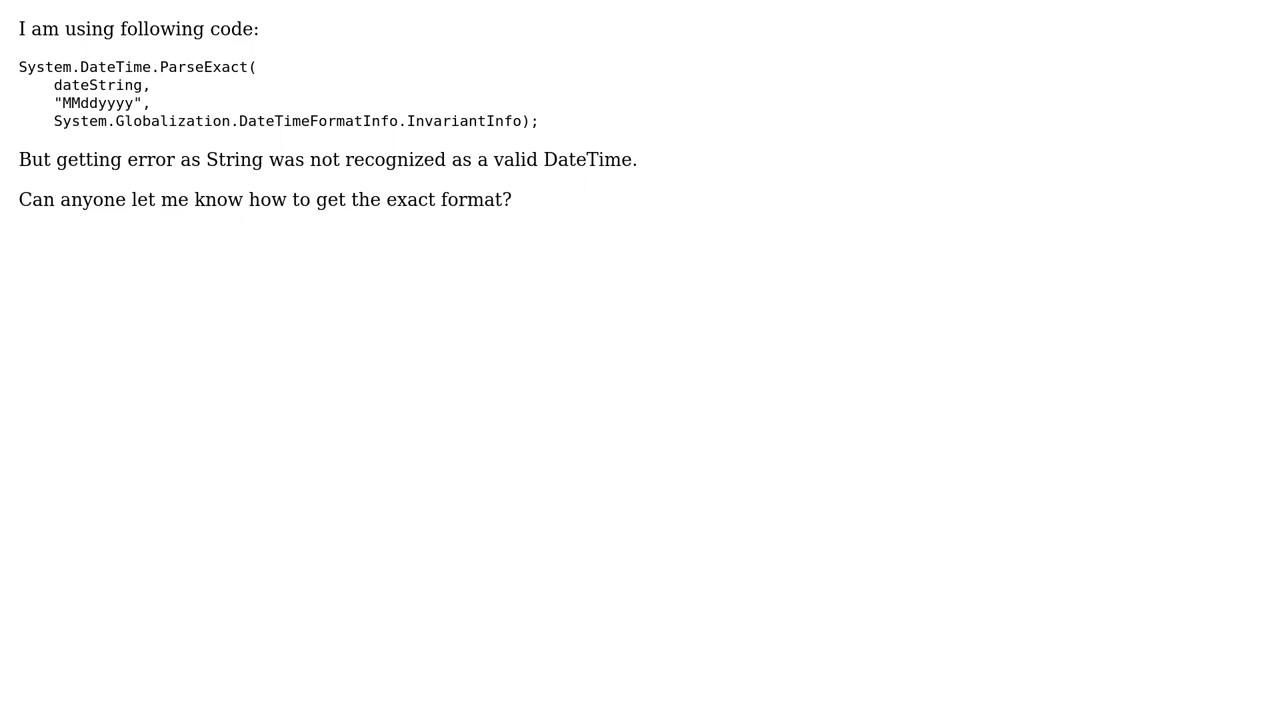 I am using following code:
System.DateTime.ParseExact(
    dateString,
    "MMddyyyy",
    System.Globalization.DateTimeFormatInfo.InvariantInfo);
But getting error as String was not recognized as a valid DateTime.
Can anyone let me know how to get the exact format?